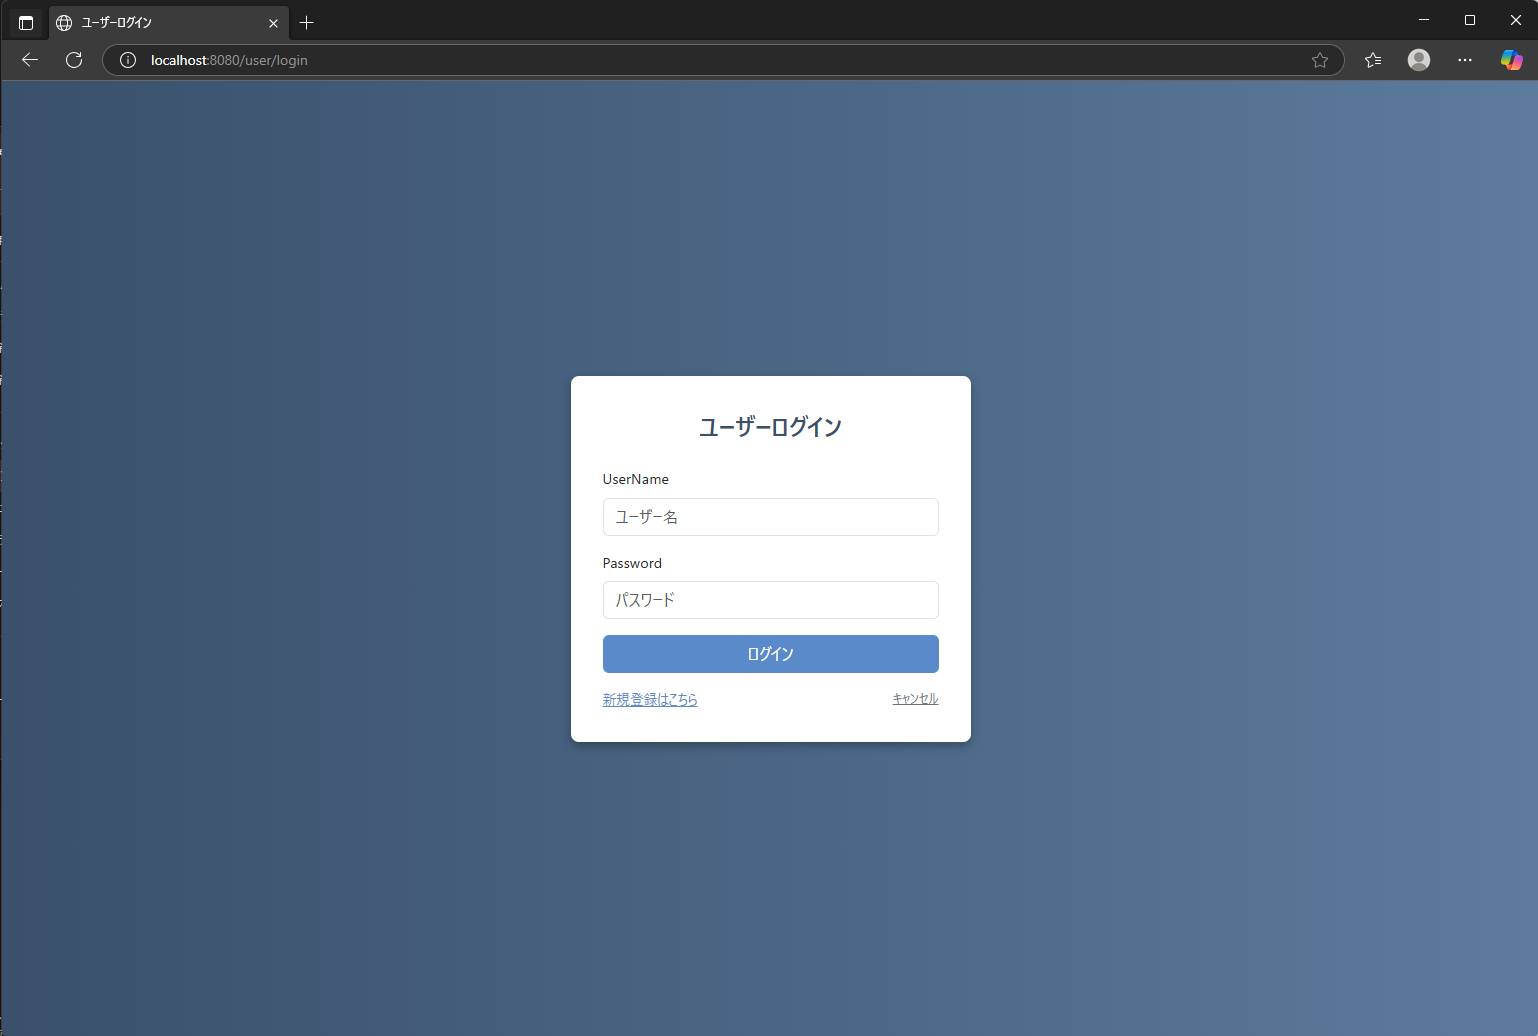 ユーザーログイン
localhost:8080/user/login
ユーザーログイン
UserName
ユーザー名
Password
パスワード
ログイン
新規登録はこちら
キャンセル